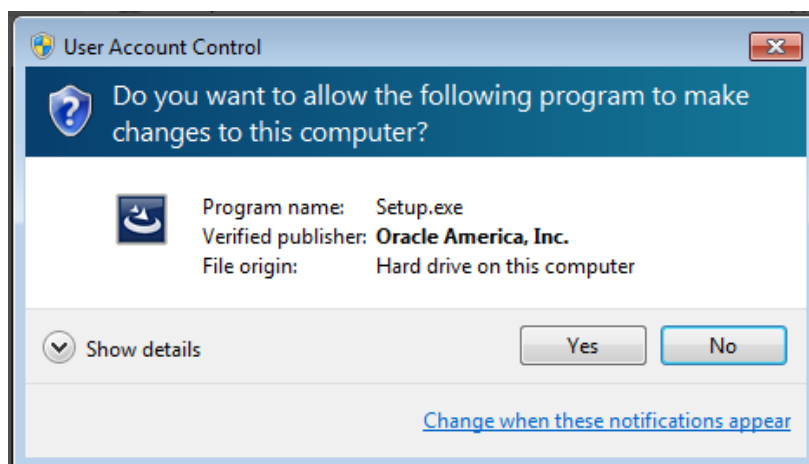 User Account Control
Do you want to allow the following program to make
changes to this computer?
Program name: Setup.exe
Verified publisher: Oracle America, Inc.
File origin: Hard drive on this computer
Show details
Yes
No
Change when these notifications appear